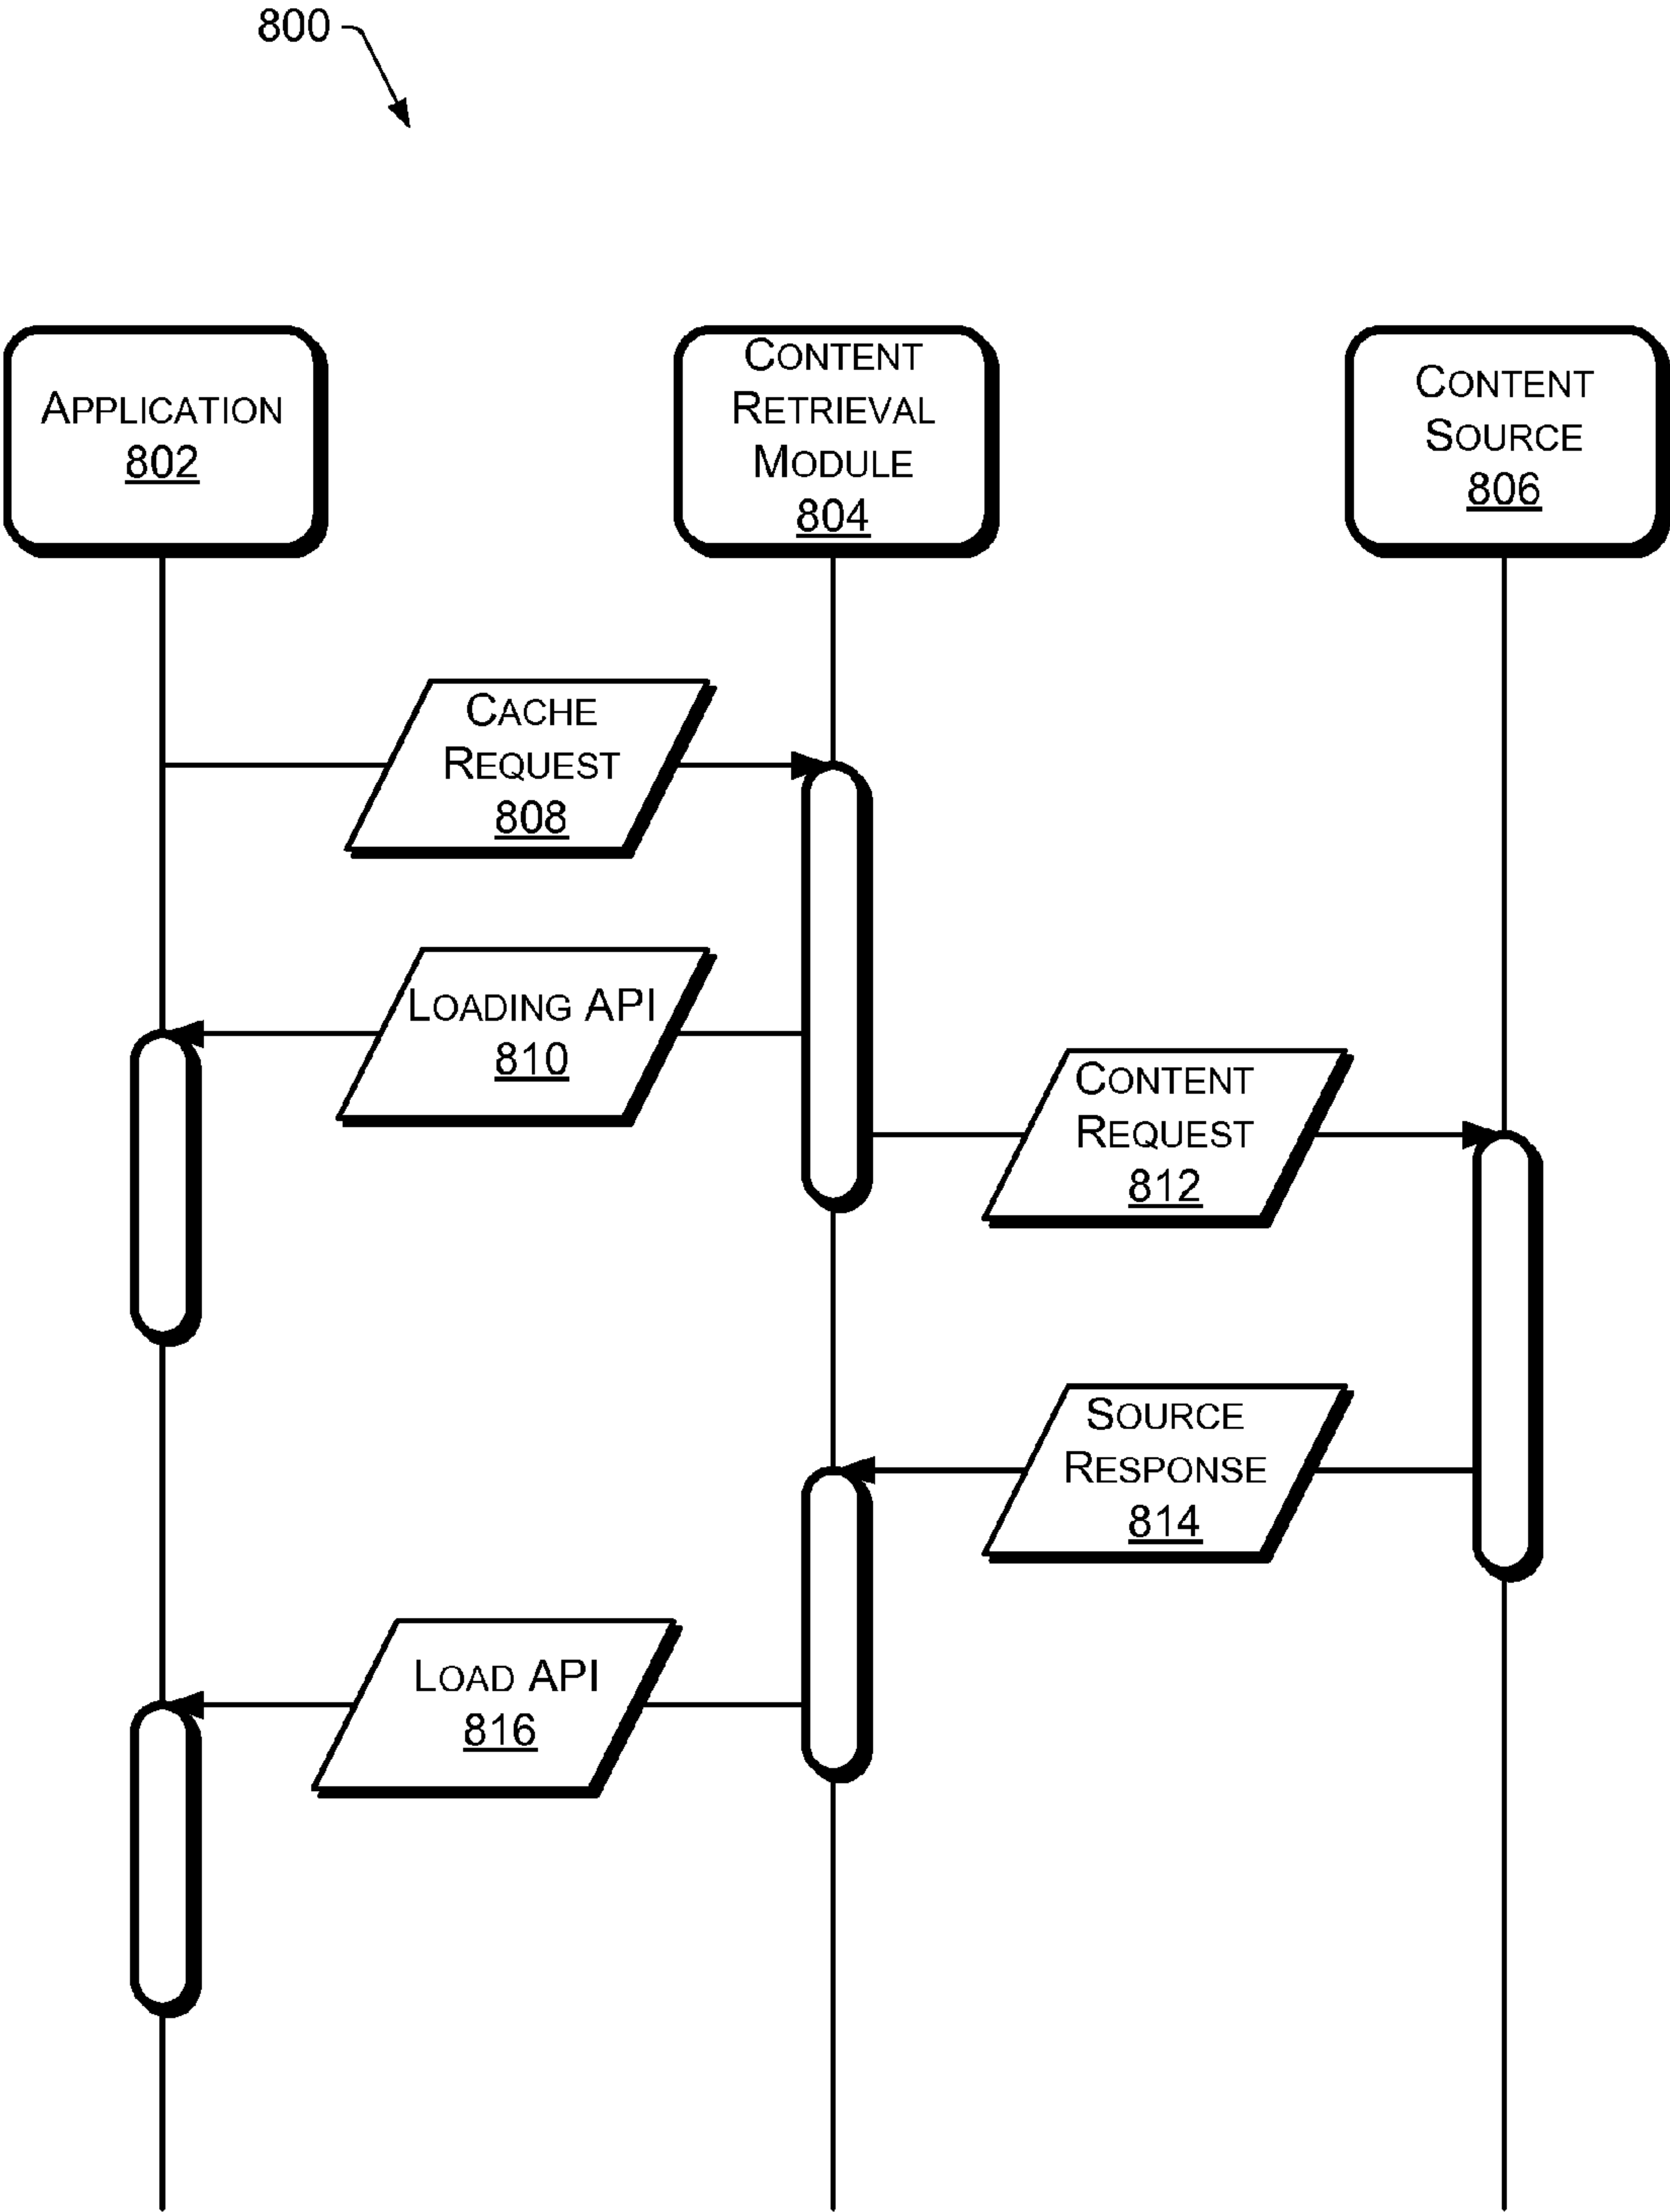 800
APPLICATION
802
CONTENT
RETRIEVAL
MODULE
804
CONTENT
SOURCE
806
CACHE
REQUEST
808
LOADING API
810
CONTENT
REQUEST
812
SOURCE
RESPONSE
814
LOAD API
816